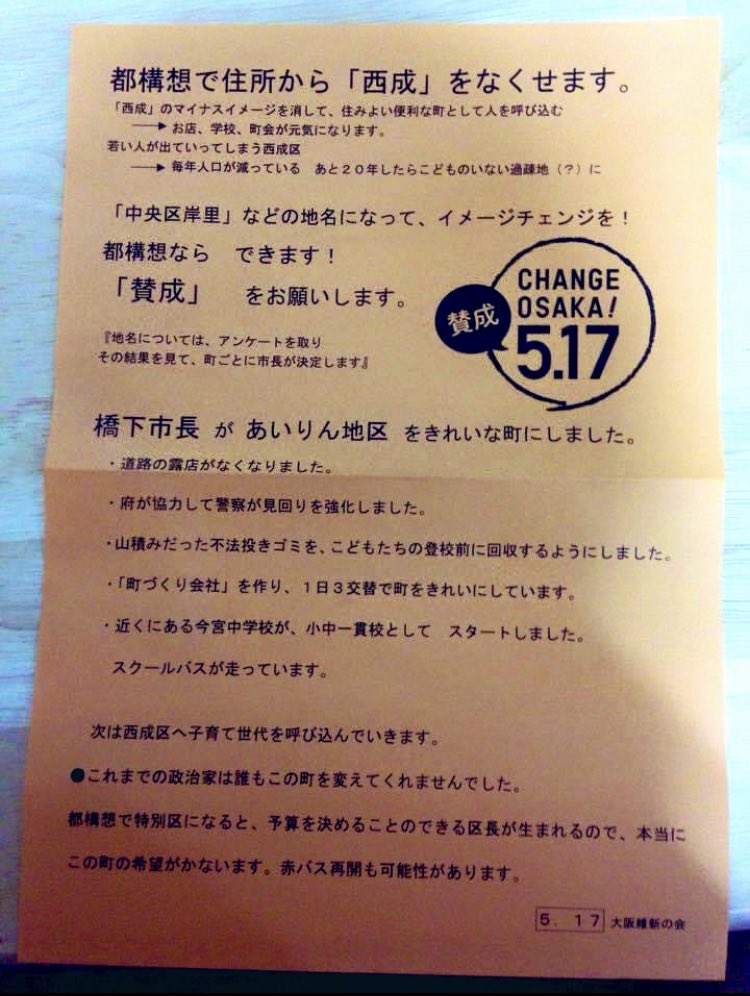 都構想で住所から「西成」をなくせます。
「西成」のマイナスイメージを消して、住みよい便利な町として人を呼び込む
→ お店、学校、町会が元気になります。
若い人が出ていってしまう西成区
→ 毎年人口が減っている　あと２０年したらこどものいない過疎地（？）に
「中央区岸里」などの地名になって、イメージチェンジを！
都構想なら　できます！
「賛成」　をお願いします。
『地名については、アンケートを取り
その結果を見て、町ごとに市長が決定します』
賛成
CHANGE
OSAKA!
5.17
橋下市長 が あいりん地区 をきれいな町にしました。
・道路の露店がなくなりました。
・府が協力して警察が見回りを強化しました。
・山積みだった不法投きゴミを、こどもたちの登校前に回収するようにしました。
・「町づくり会社」を作り、１日３交替で町をきれいにしています。
・近くにある今宮中学校が、小中一貫校として　スタートしました。
スクールバスが走っています。
次は西成区へ子育て世代を呼び込んでいきます。
●これまでの政治家は誰もこの町を変えてくれませんでした。
都構想で特別区になると、予算を決めることのできる区長が生まれるので、本当に
この町の希望がかないます。赤バス再開も可能性があります。
５．１７ 大阪維新の会